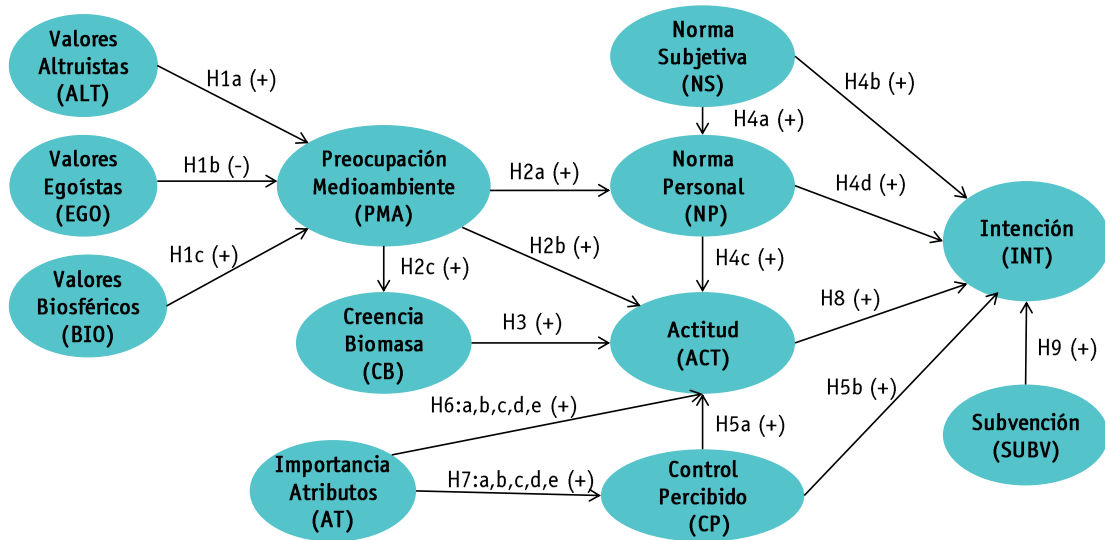 Valores
Altruistas
(ALT)
H1a (+)
Valores
Egoístas
(EGO)
H1b (-)
Valores
Biosféricos
(BIO)
H1c (+)
Preocupación
Medioambiente
(PMA)
H2a (+)
H2b (+)
H2c (+)
Creencia
Biomasa
(CB)
H3 (+)
Norma
Subjetiva
(NS)
H4a (+)
H4b (+)
Norma
Personal
(NP)
H4c (+)
H4d (+)
Actitud
(ACT)
H8 (+)
Importancia
Atributos
(AT)
H6:a,b,c,d,e (+)
H7:a,b,c,d,e (+)
Control
Percibido
(CP)
H5a (+)
H5b (+)
Intención
(INT)
H9 (+)
Subvención
(SUBV)